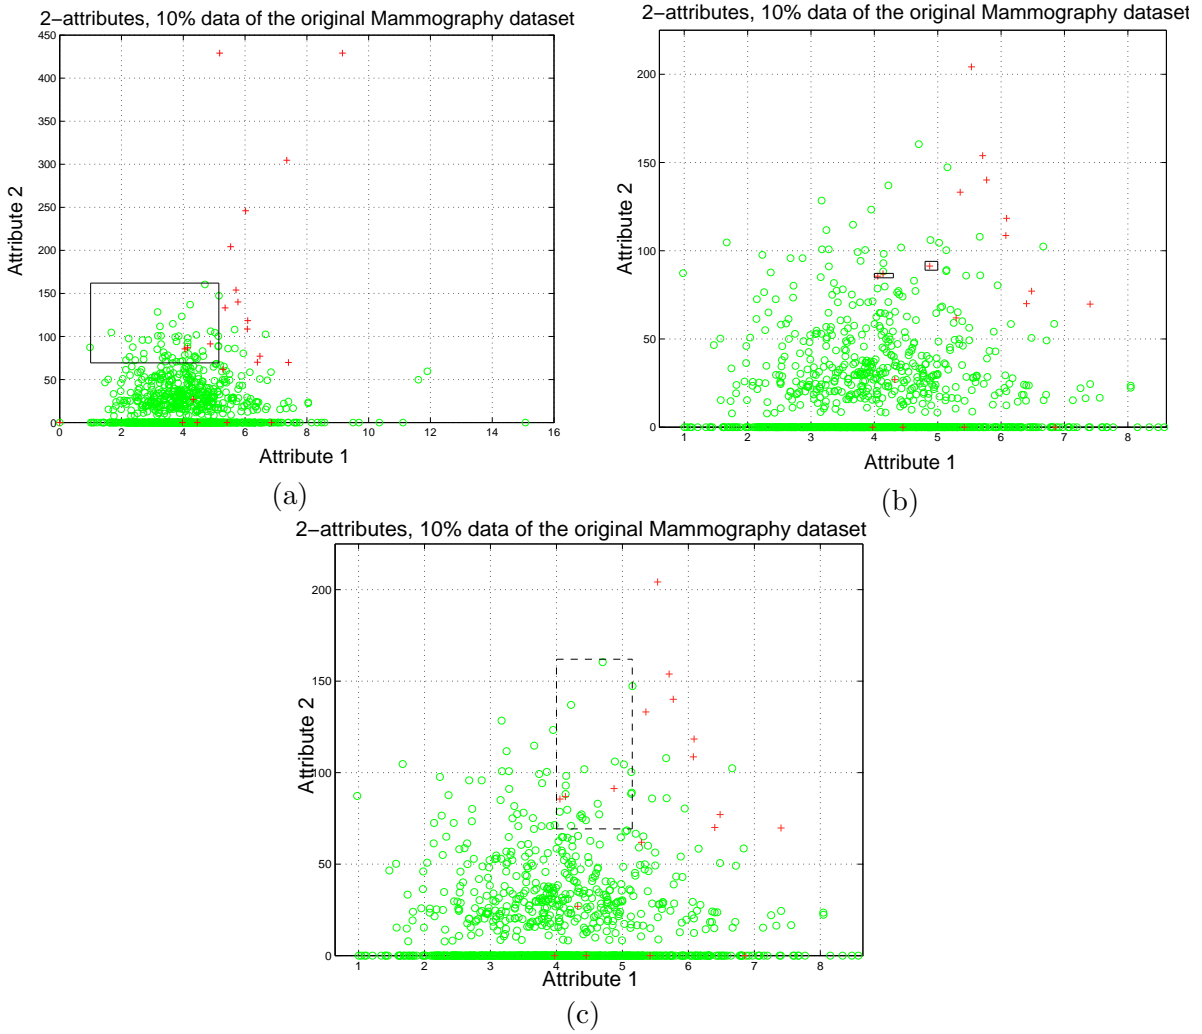 2−attributes, 10% data of the original Mammography dataset
450
400
350
300
250
200
150
100
50
0
Attribute 2
0 2 4 6 8 10 12 14 16
Attribute 1
(a)
2−attributes, 10% data of the original Mammography dataset
200
150
100
50
0
Attribute 2
1 2 3 4 5 6 7 8
Attribute 1
(b)
2−attributes, 10% data of the original Mammography dataset
200
150
100
50
0
Attribute 2
1 2 3 4 5 6 7 8
Attribute 1
(c)